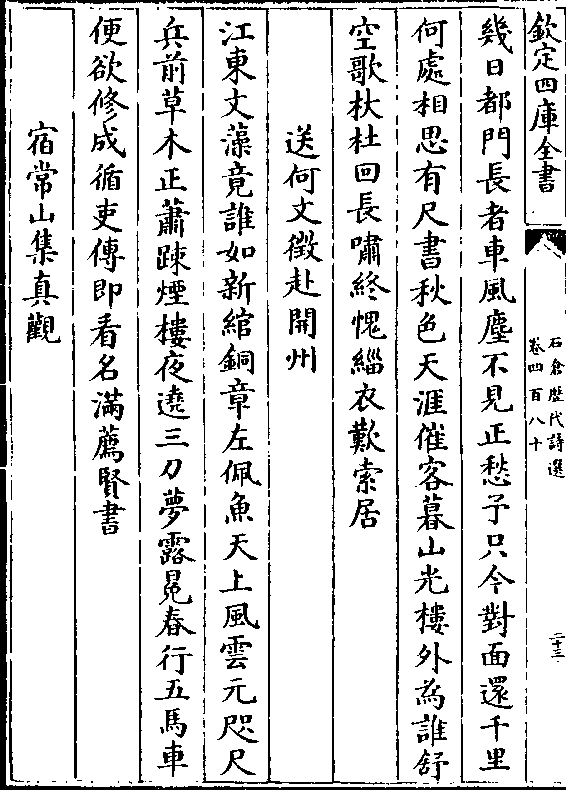 欽定四庫全書
石倉歷代詩選
卷四百八十
二十三
幾日都門長者車風塵不見正愁予只今對面還千里
何處相思有尺書秋色天涯催客暮山光樓外為誰舒
空歌杕杜回長嘯終愧緇衣歎索居
送何文徵赴開州
江東文藻竟誰如新綰銅章左佩魚天上風雲元咫尺
兵前草木正蕭踈煙樓夜遶三刀夢露冕春行五馬車
便欲修成循吏傳即看名滿薦賢書
宿常山集真觀